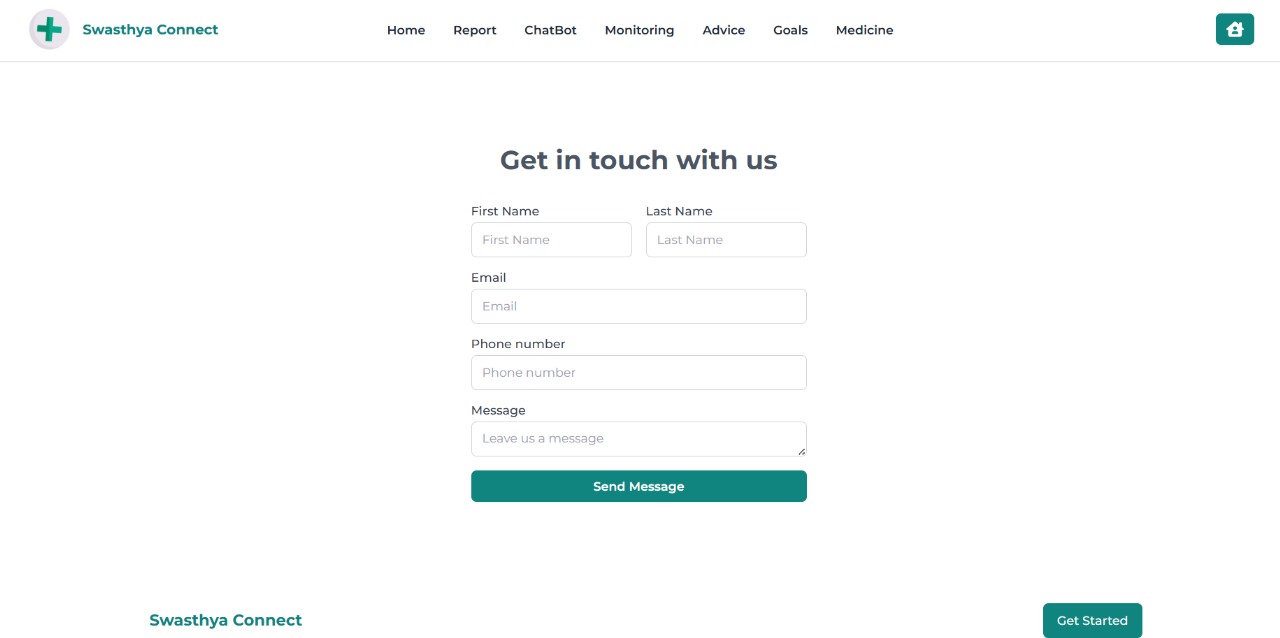 Swasthya Connect
Home Report ChatBot Monitoring Advice Goals Medicine
Get in touch with us
First Name Last Name
First Name Last Name
Email
Email
Phone number
Phone number
Message
Leave us a message
Send Message
Swasthya Connect
Get Started